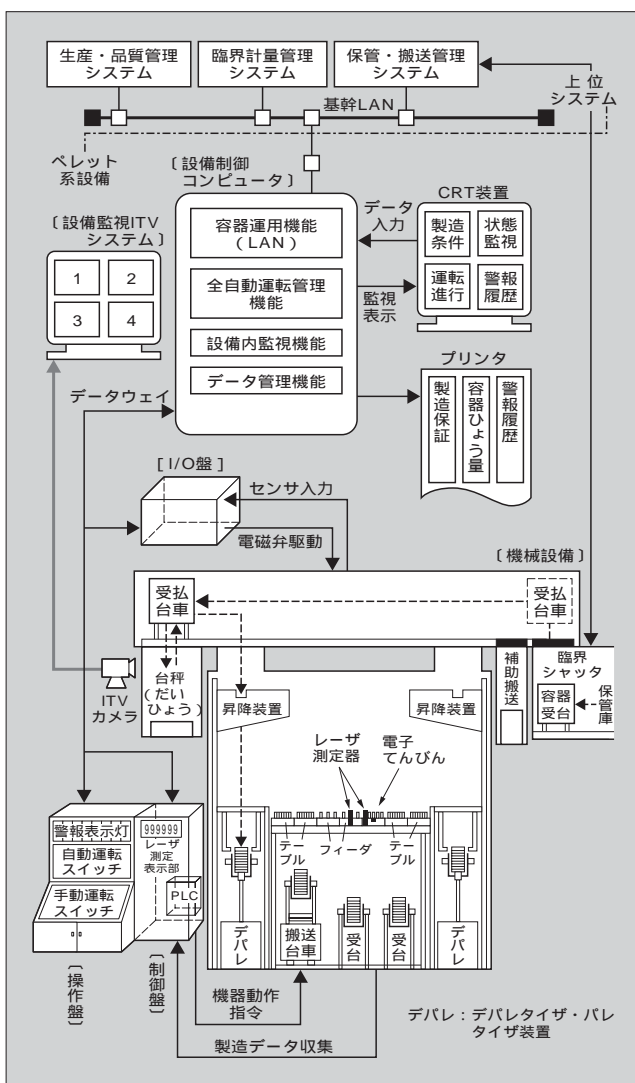 生産・品質管理
システム
臨界計量管理
システム
保管・搬送管理
システム
上 位
システム
基幹LAN
ペレット
系設備
〔設備制御
コンピュータ〕
CRT装置
〔設備監視ITV
システム〕
1
2
3
4
容器運用機能
(LAN)
全自動運転管理
機能
設備内監視機能
データ管理機能
データ
入力
監視
表示
製造
条件
状態
監視
運転
進行
警報
履歴
プリンタ
製造保証
容器ひょう量
警報履歴
データウェイ
[I/O盤]
センサ入力
電磁弁駆動
〔機械設備〕
受払
台車
受払
台車
ITV
カメラ
台秤
(だい
ひょう)
補助搬送
臨界
シャッタ
容器
受台
保管庫
昇降装置
昇降装置
レーザ
測定器
電子
てんびん
テー
ブル
フィーダ
テー
ブル
デパレ
搬送
台車
受台
受台
デパレ
警報表示灯
自動運転
スイッチ
手動運転
スイッチ
999999
レーザ
測定
表示部
PLC
〔操作盤〕
〔制御盤〕
機器動作
指令
製造データ収集
デパレ:デパレタイザ・パレ
タイザ装置